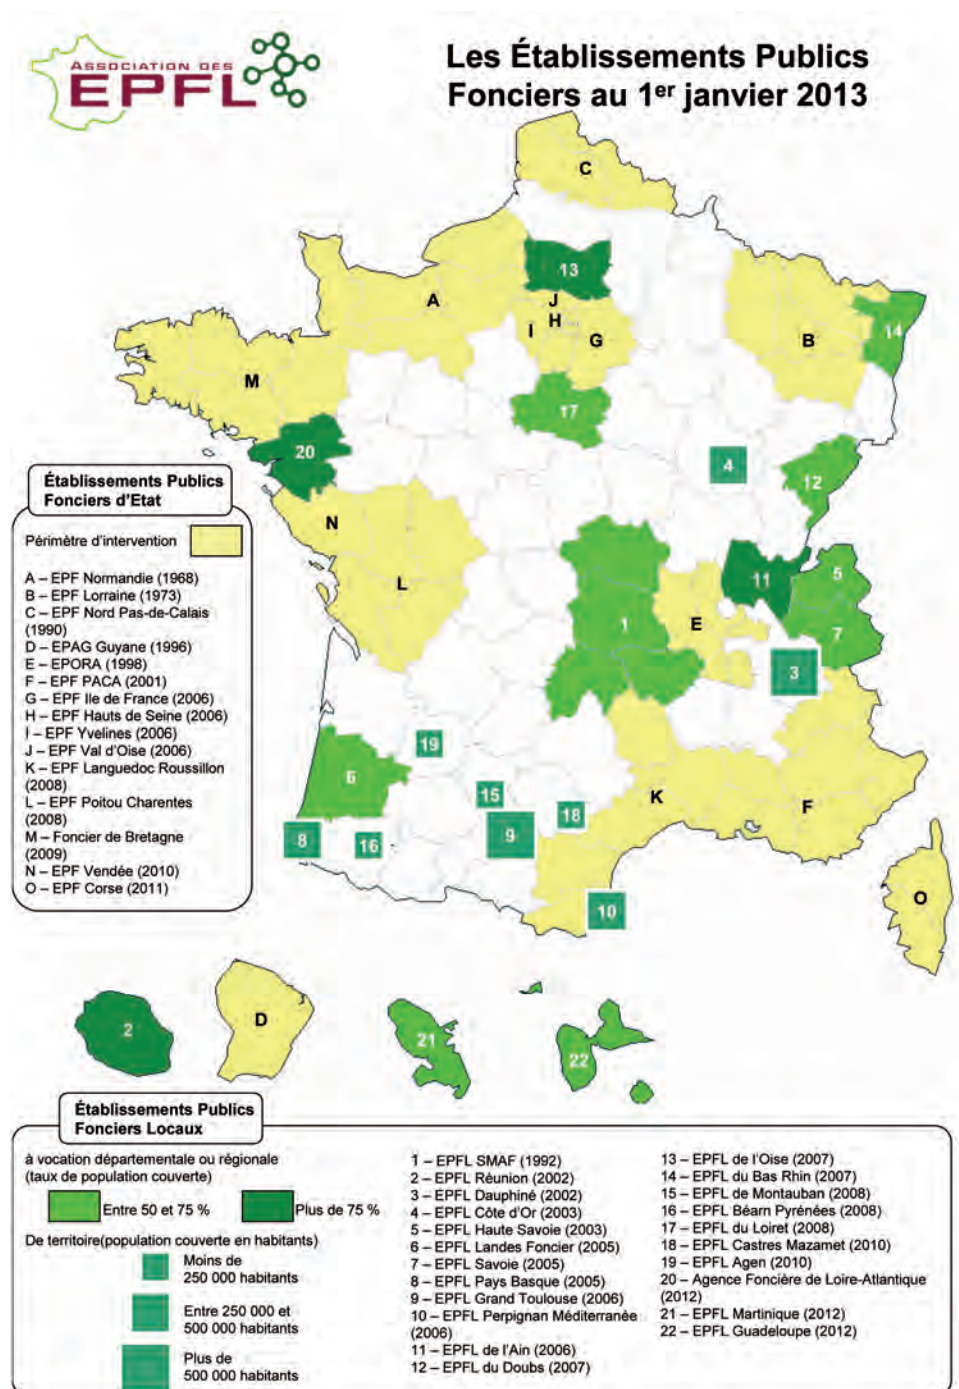 ASSOCIATION DES
EPFL
Les Établissements Publics
Fonciers au 1er janvier 2013
C
13
J
H
I
G
A
B
14
M
17
20
4
12
N
L
1
E
11
5
7
3
6
19
15
9
18
8
16
K
F
10
O
Établissements Publics
Fonciers d'Etat
Périmètre d'intervention
A – EPF Normandie (1968)
B – EPF Lorraine (1973)
C – EPF Nord Pas-de-Calais
(1990)
D – EPAG Guyane (1996)
E – EPORA (1998)
F – EPF PACA (2001)
G – EPF Ile de France (2006)
H – EPF Hauts de Seine (2006)
I – EPF Yvelines (2006)
J – EPF Val d'Oise (2006)
K – EPF Languedoc Roussillon
(2008)
L – EPF Poitou Charentes
(2008)
M – Foncier de Bretagne
(2009)
N – EPF Vendée (2010)
O – EPF Corse (2011)
2
D
21
22
Établissements Publics
Fonciers Locaux
à vocation départementale ou régionale
(taux de population couverte)
Entre 50 et 75 %
Plus de 75 %
De territoire(population couverte en habitants)
Moins de
250 000 habitants
Entre 250 000 et
500 000 habitants
Plus de
500 000 habitants
1 – EPFL SMAF (1992)
2 – EPFL Réunion (2002)
3 – EPFL Dauphiné (2002)
4 – EPFL Côte d'Or (2003)
5 – EPFL Haute Savoie (2003)
6 – EPFL Landes Foncier (2005)
7 – EPFL Savoie (2005)
8 – EPFL Pays Basque (2005)
9 – EPFL Grand Toulouse (2006)
10 – EPFL Perpignan Méditerranée
(2006)
11 – EPFL de l'Ain (2006)
12 – EPFL du Doubs (2007)
13 – EPFL de l'Oise (2007)
14 – EPFL du Bas Rhin (2007)
15 – EPFL de Montauban (2008)
16 – EPFL Béarn Pyrénées (2008)
17 – EPFL du Loiret (2008)
18 – EPFL Castres Mazamet (2010)
19 – EPFL Agen (2010)
20 – Agence Foncière de Loire-Atlantique
(2012)
21 – EPFL Martinique (2012)
22 – EPFL Guadeloupe (2012)